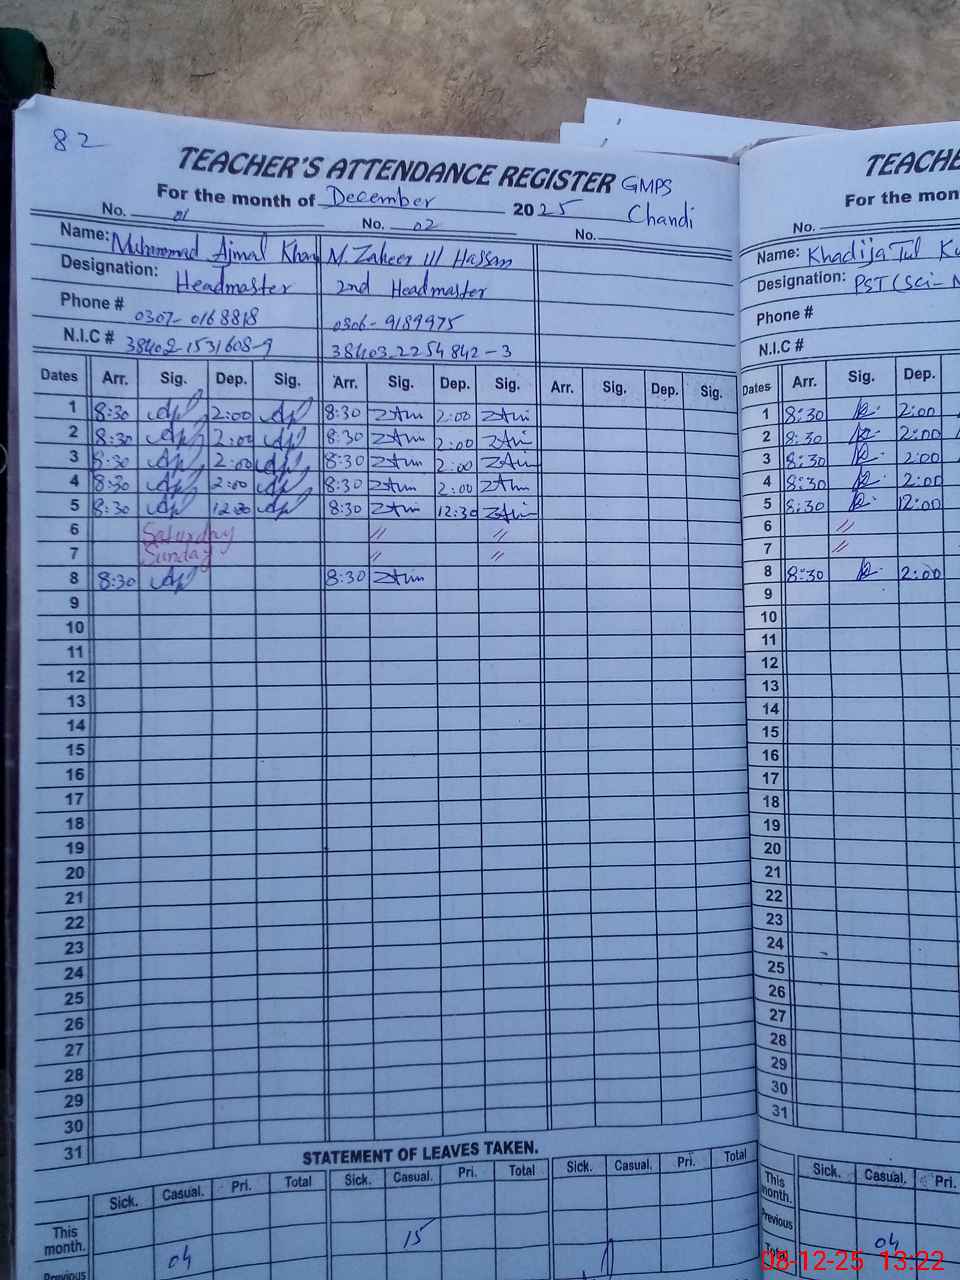 82
TEACHER'S ATTENDANCE REGISTER GMPS
For the month of December 2025 Chandi
No. 01 No. 02 No.
Name: Muhammad Ajmal Khan M. Zaheer Ul Hassan
Designation: Headmaster 2nd Headmaster
Phone # 0307-0168818 0306-9189975
N.I.C # 38402-1531608-9 38403-2254842-3
Dates Arr. Sig. Dep. Sig. Arr. Sig. Dep. Sig. Arr. Sig. Dep. Sig.
1 8:30 2:00 8:30 2:00
2 8:30 2:00 8:30 2:00
3 8:30 2:00 8:30 2:00
4 8:30 2:00 8:30 2:00
5 8:30 8:30 12:30
6 Saturday // //
7 Sunday // //
8 8:30 8:30
9
10
11
12
13
14
15
16
17
18
19
20
21
22
23
24
25
26
27
28
29
30
31
STATEMENT OF LEAVES TAKEN.
Sick. Casual. Pri. Total Sick. Casual. Pri. Total Sick. Casual. Pri. Total
This month. 15
Previous 04
TEACHE
For the mon
No.
Name: Khadija Tul
Designation: PST (Sci-
Phone #
N.I.C #
Dates Arr. Sig. Dep.
1 8:30 2:00
2 8:30 2:00
3 8:30 2:00
4 8:30 2:00
5 8:30 12:00
6 //
7 //
8 8:30 2:00
9
10
11
12
13
14
15
16
17
18
19
20
21
22
23
24
25
26
27
28
29
30
31
Sick. Casual. Pri.
This month.
Previous 04
Total
08-12-25 13:22